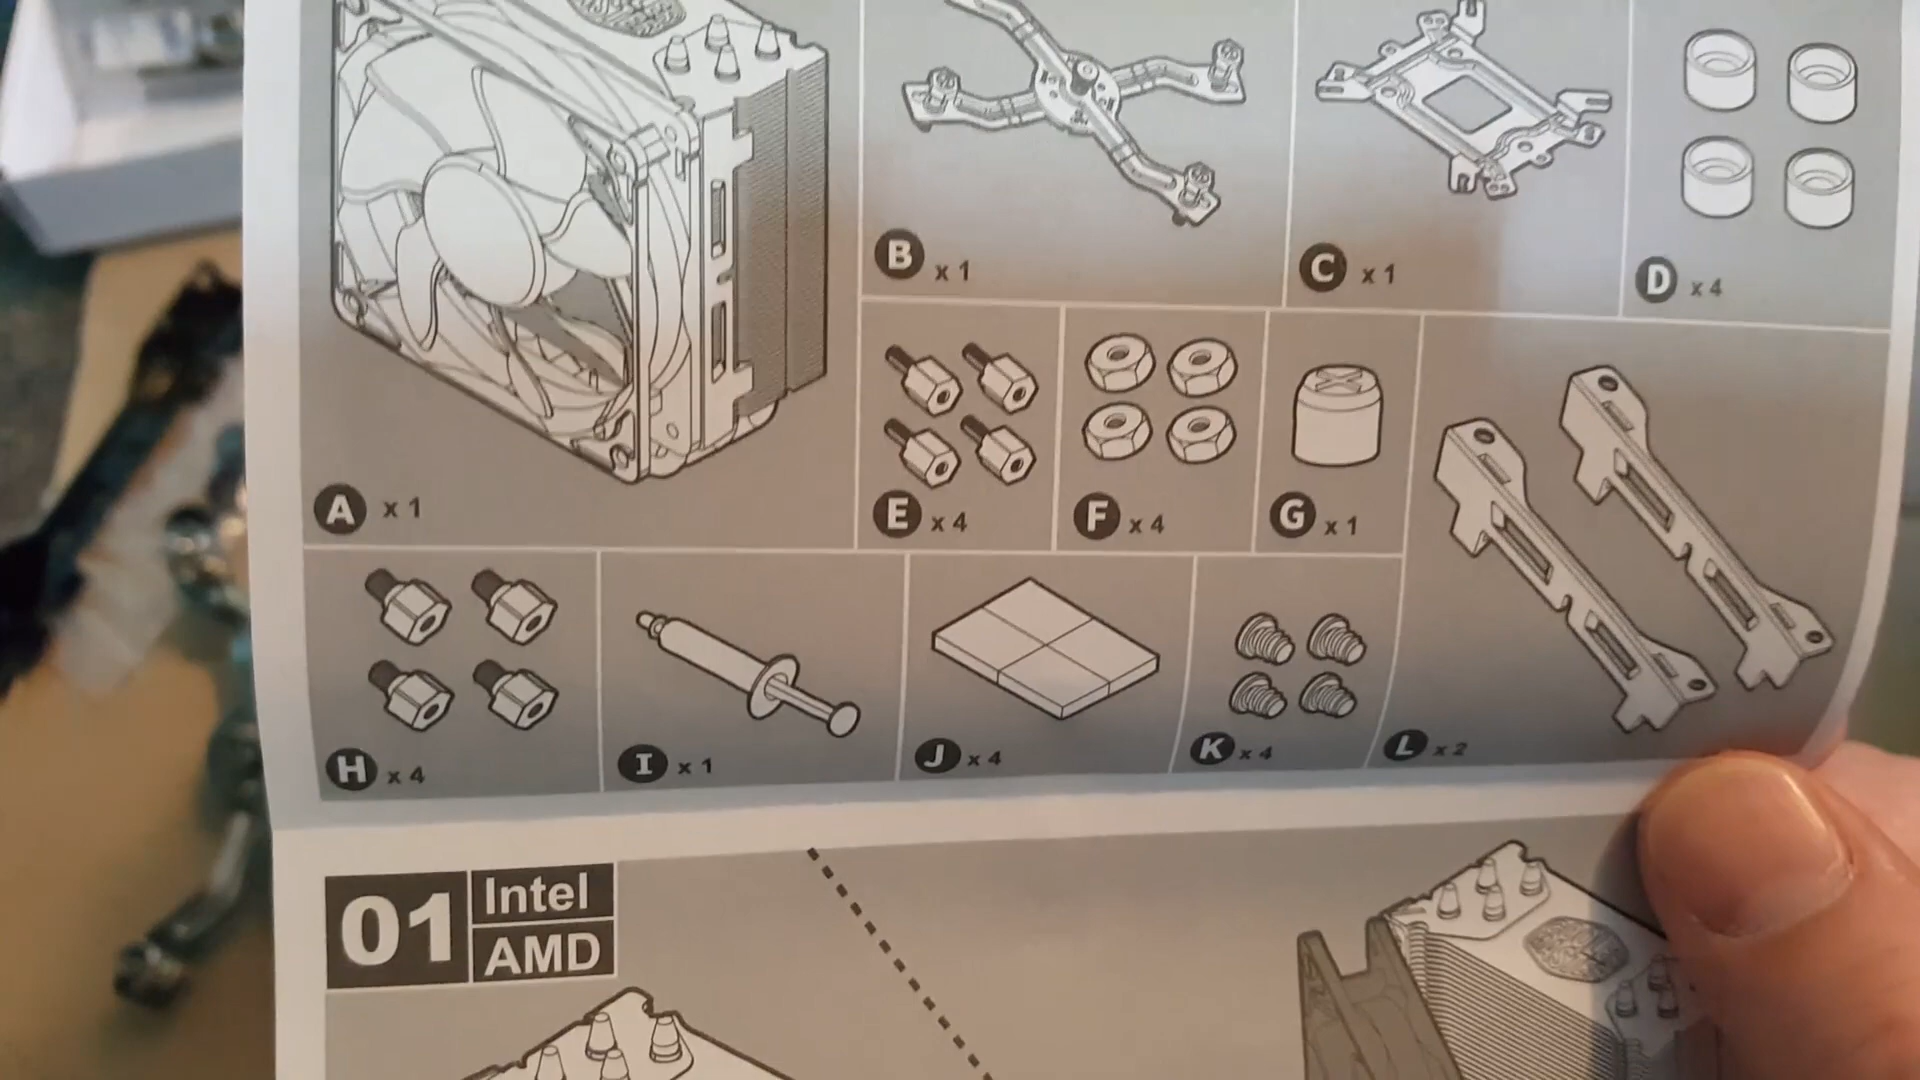 B x 1
C x 1
D x 4
A x 1
E x 4
F x 4
G x 1
H x 4
I x 1
J x 4
K x 4
L x 2
01
Intel
AMD